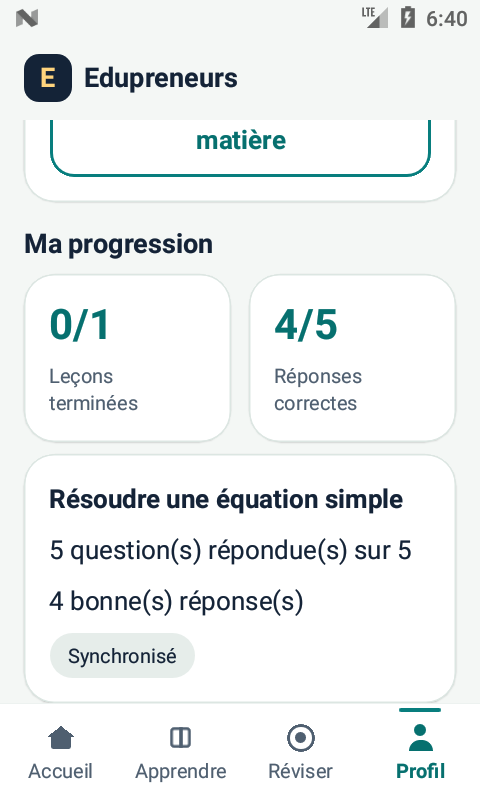 LTE 6:40
E Edupreneurs
matière
Ma progression
0/1
Leçons
terminées
4/5
Réponses
correctes
Résoudre une équation simple
5 question(s) répondue(s) sur 5
4 bonne(s) réponse(s)
Synchronisé
Accueil Apprendre Réviser Profil